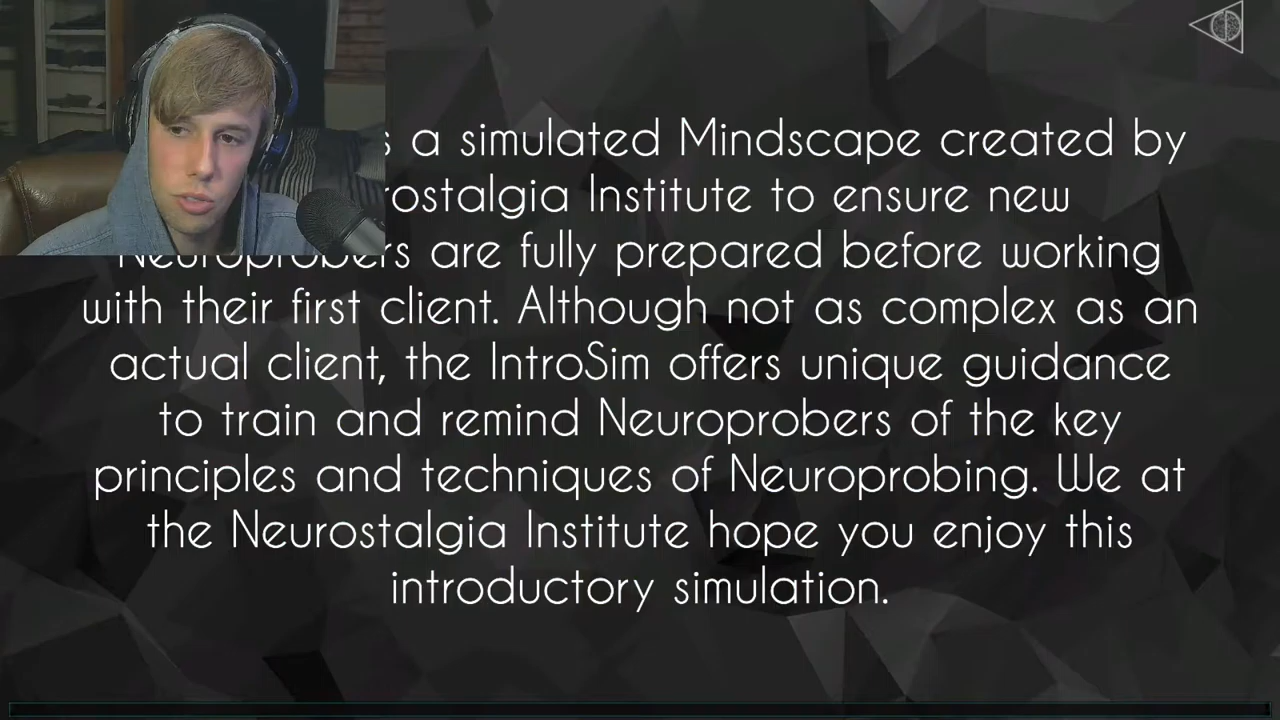 a simulated Mindscape created by
Institute to ensure new
Neuroprobers are fully prepared before working
with their first client. Although not as complex as an
actual client, the IntroSim offers unique guidance
to train and remind Neuroprobers of the key
principles and techniques of Neuroprobing. We at
the Neurostalgia Institute hope you enjoy this
introductory simulation.